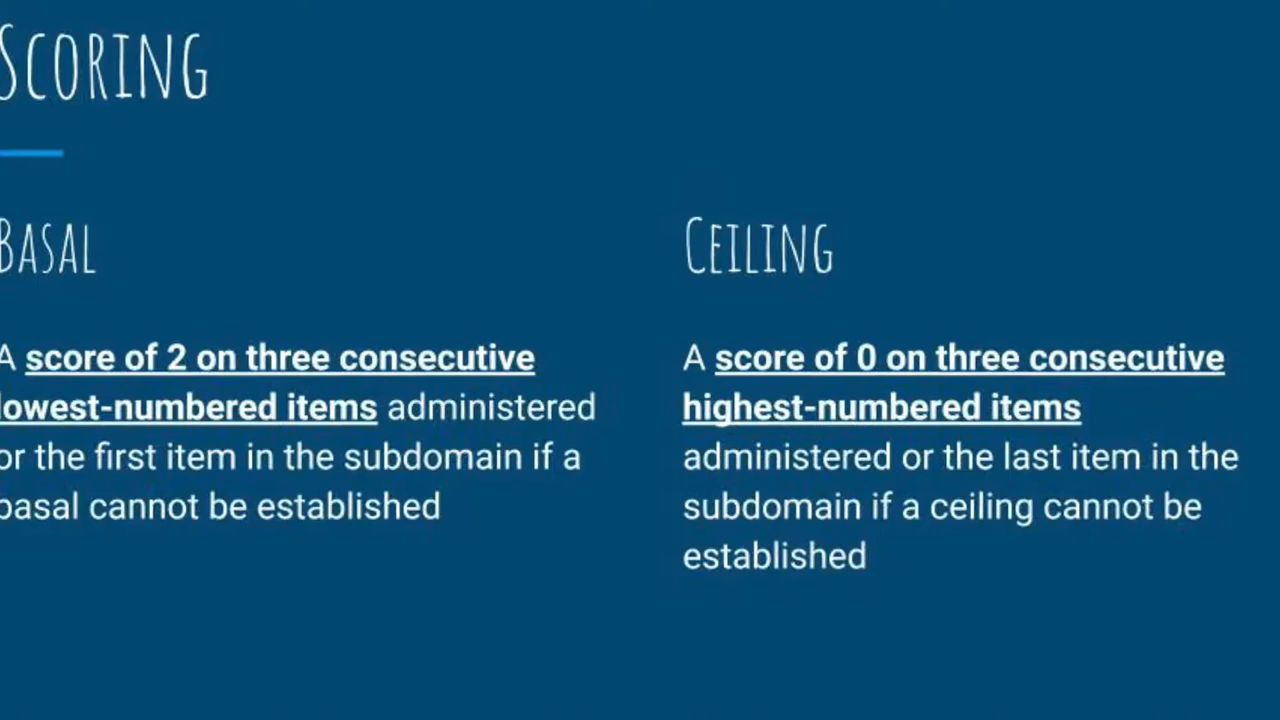 SCORING
BASAL
A score of 2 on three consecutive
lowest-numbered items administered
or the first item in the subdomain if a
basal cannot be established
CEILING
A score of 0 on three consecutive
highest-numbered items
administered or the last item in the
subdomain if a ceiling cannot be
established